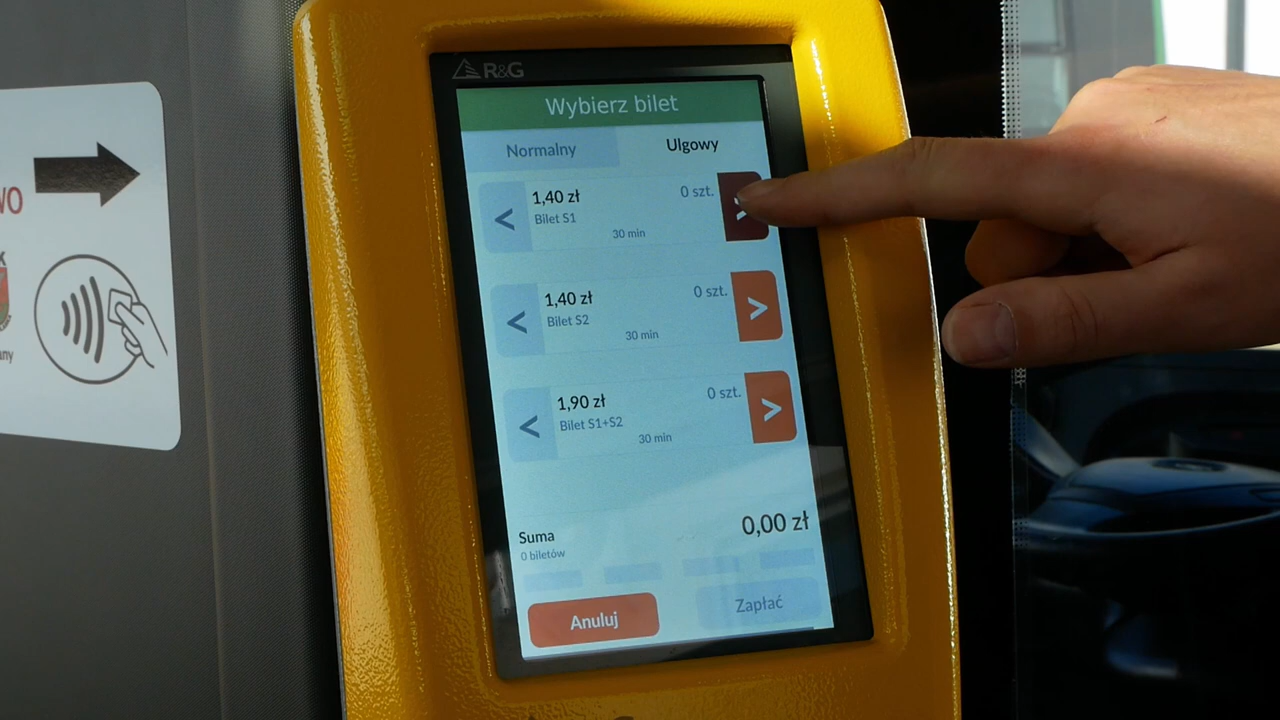 R&G
Wybierz bilet
Normalny Ulgowy
< 1,40 zł 0 szt. >
Bilet S1
30 min
< 1,40 zł 0 szt. >
Bilet S2
30 min
< 1,90 zł 0 szt. >
Bilet S1+S2
30 min
Suma 0,00 zł
0 biletów
Anuluj Zapłać